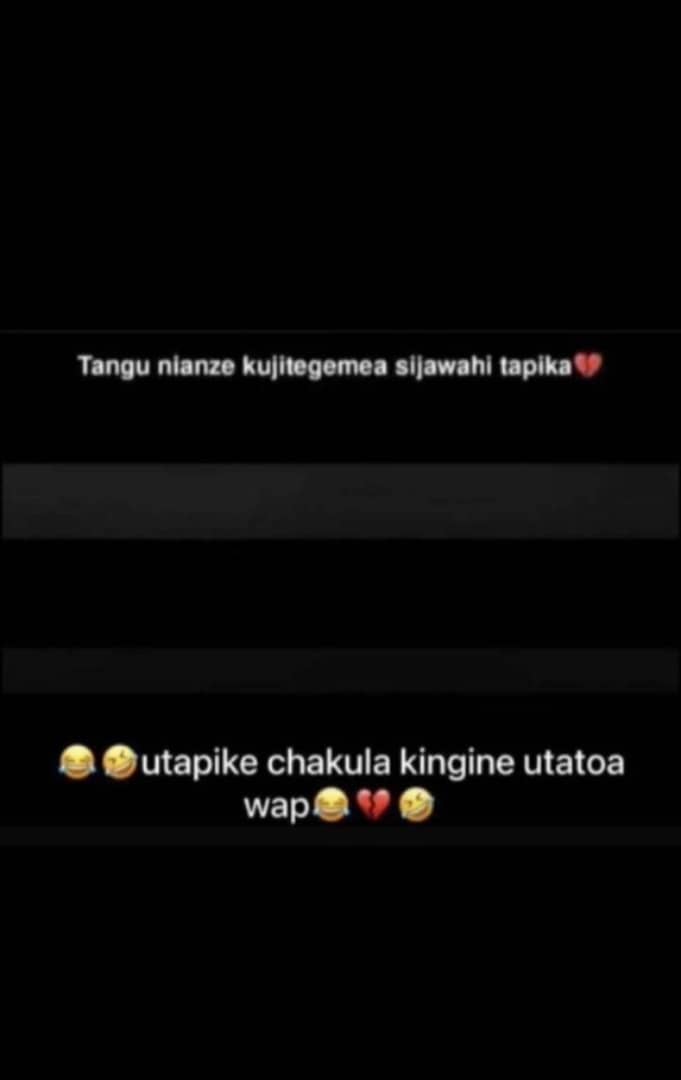 Tangu nianze kujitegemea sijawahi tapika💔
😂🤣utapike chakula kingine utatoa
wap😂💔🤣